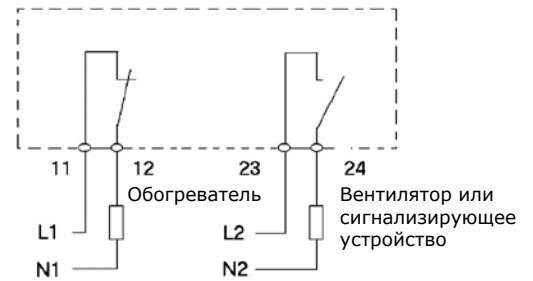 11 12 23 24
Обогреватель
Вентилятор или
сигнализирующее
устройство
L1 L2
N1 N2